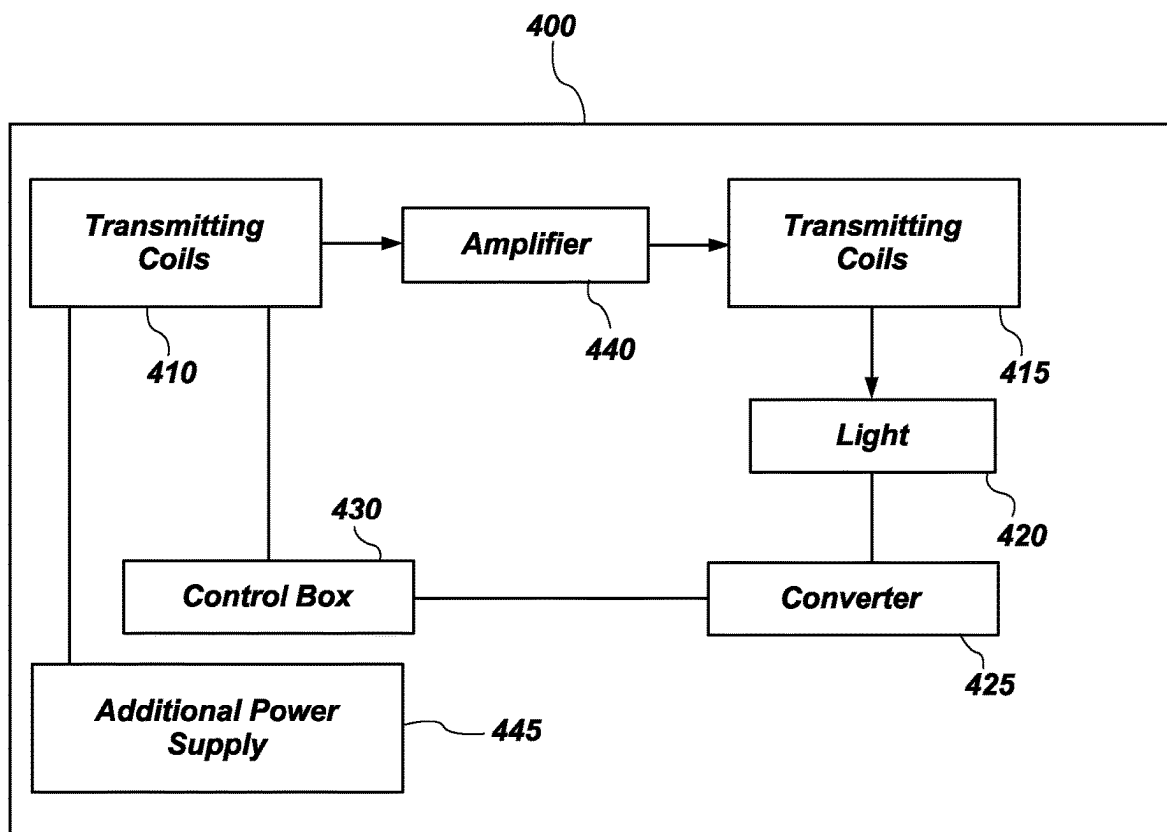 400
Transmitting
Coils
Amplifier
Transmitting
Coils
410
440
415
Light
420
430
Control Box
Converter
425
Additional Power
Supply
445